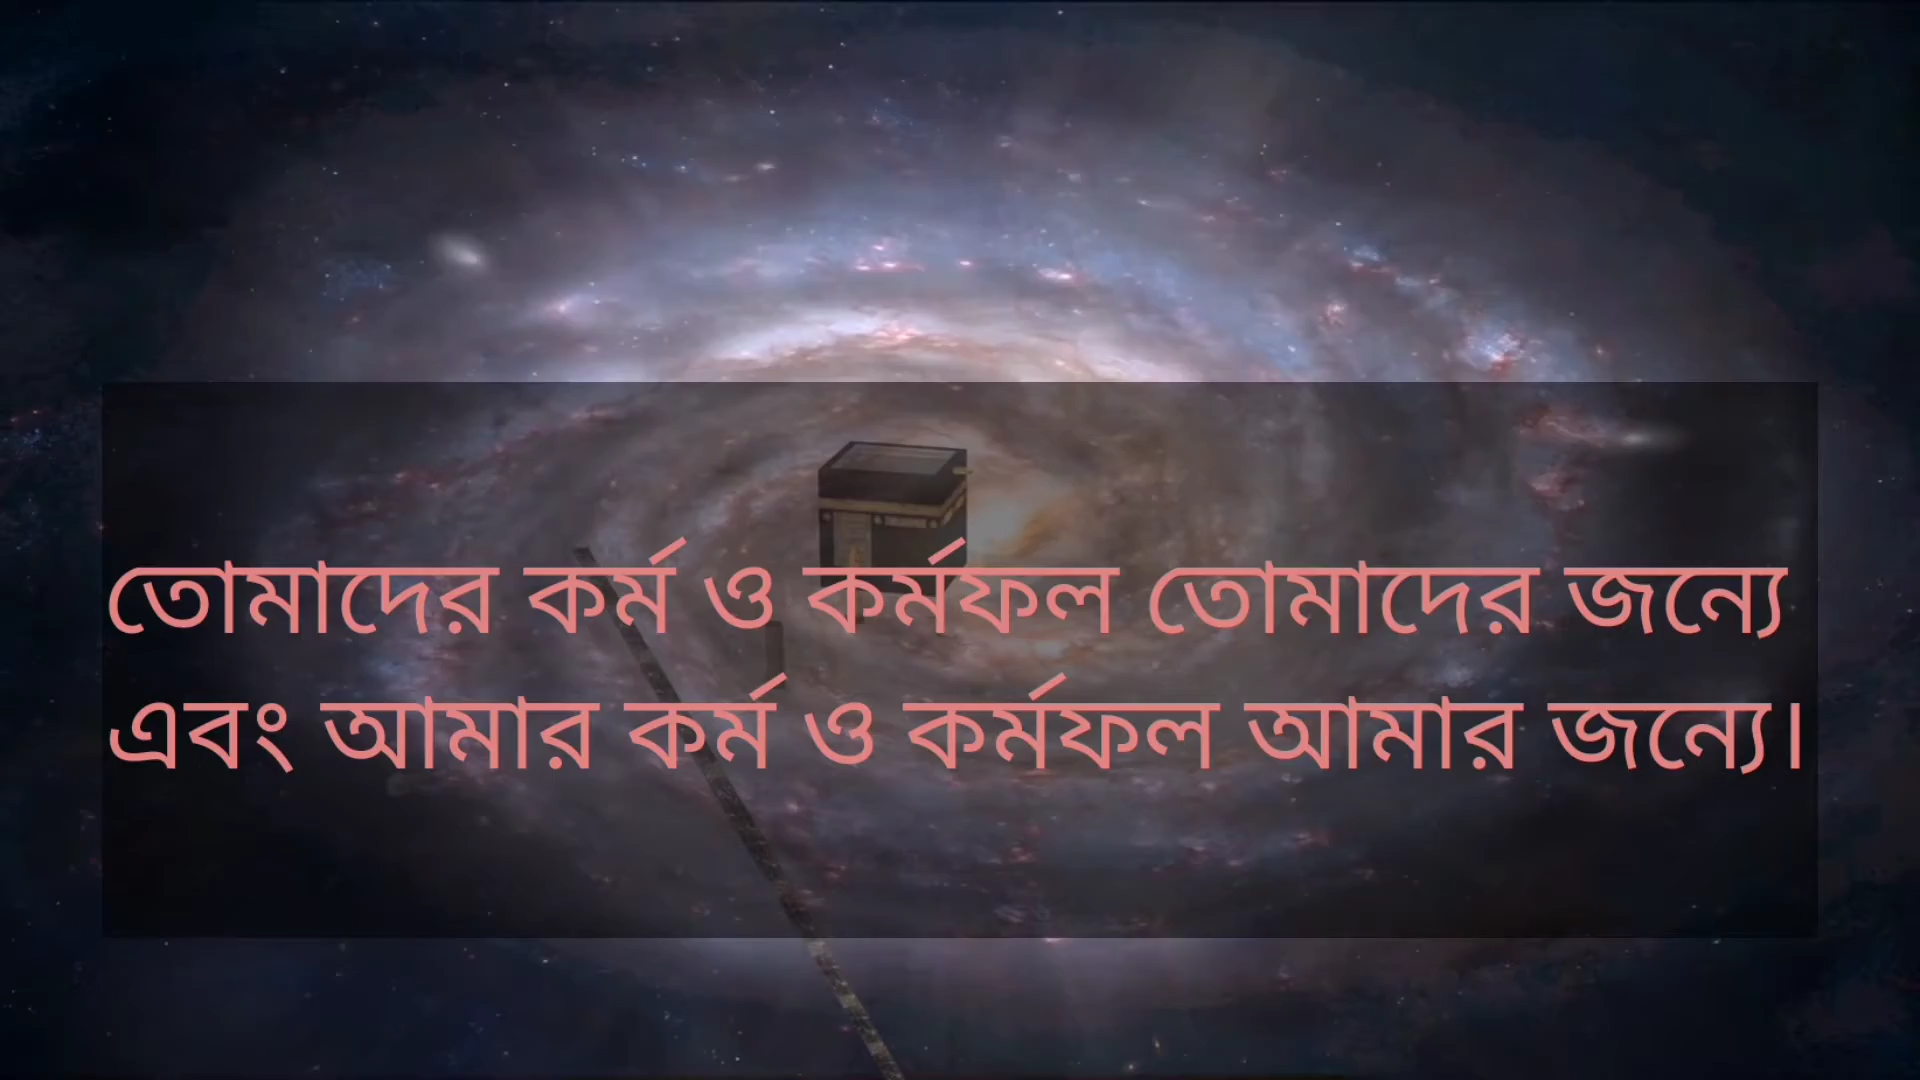 তোমাদের কর্ম ও কর্মফল তোমাদের জন্যে
এবং আমার কর্ম ও কর্মফল আমার জন্যে।